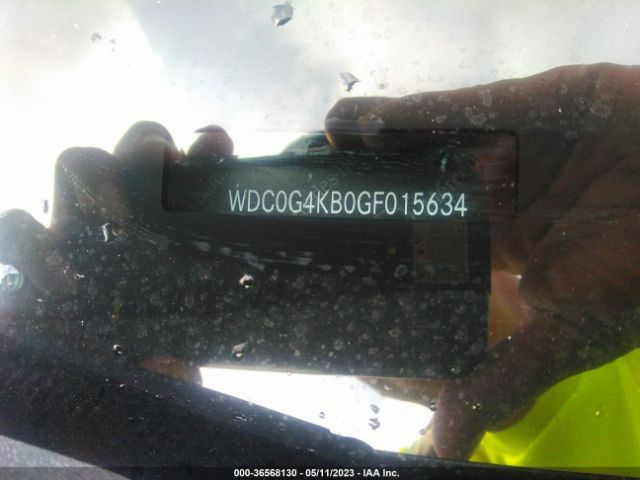 WDC0G4KB0GF015634
000-36568130 - 05/11/2023 - IAA Inc.